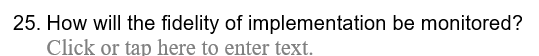 25. How will the fidelity of implementation be monitored?
Click or tap here to enter text.